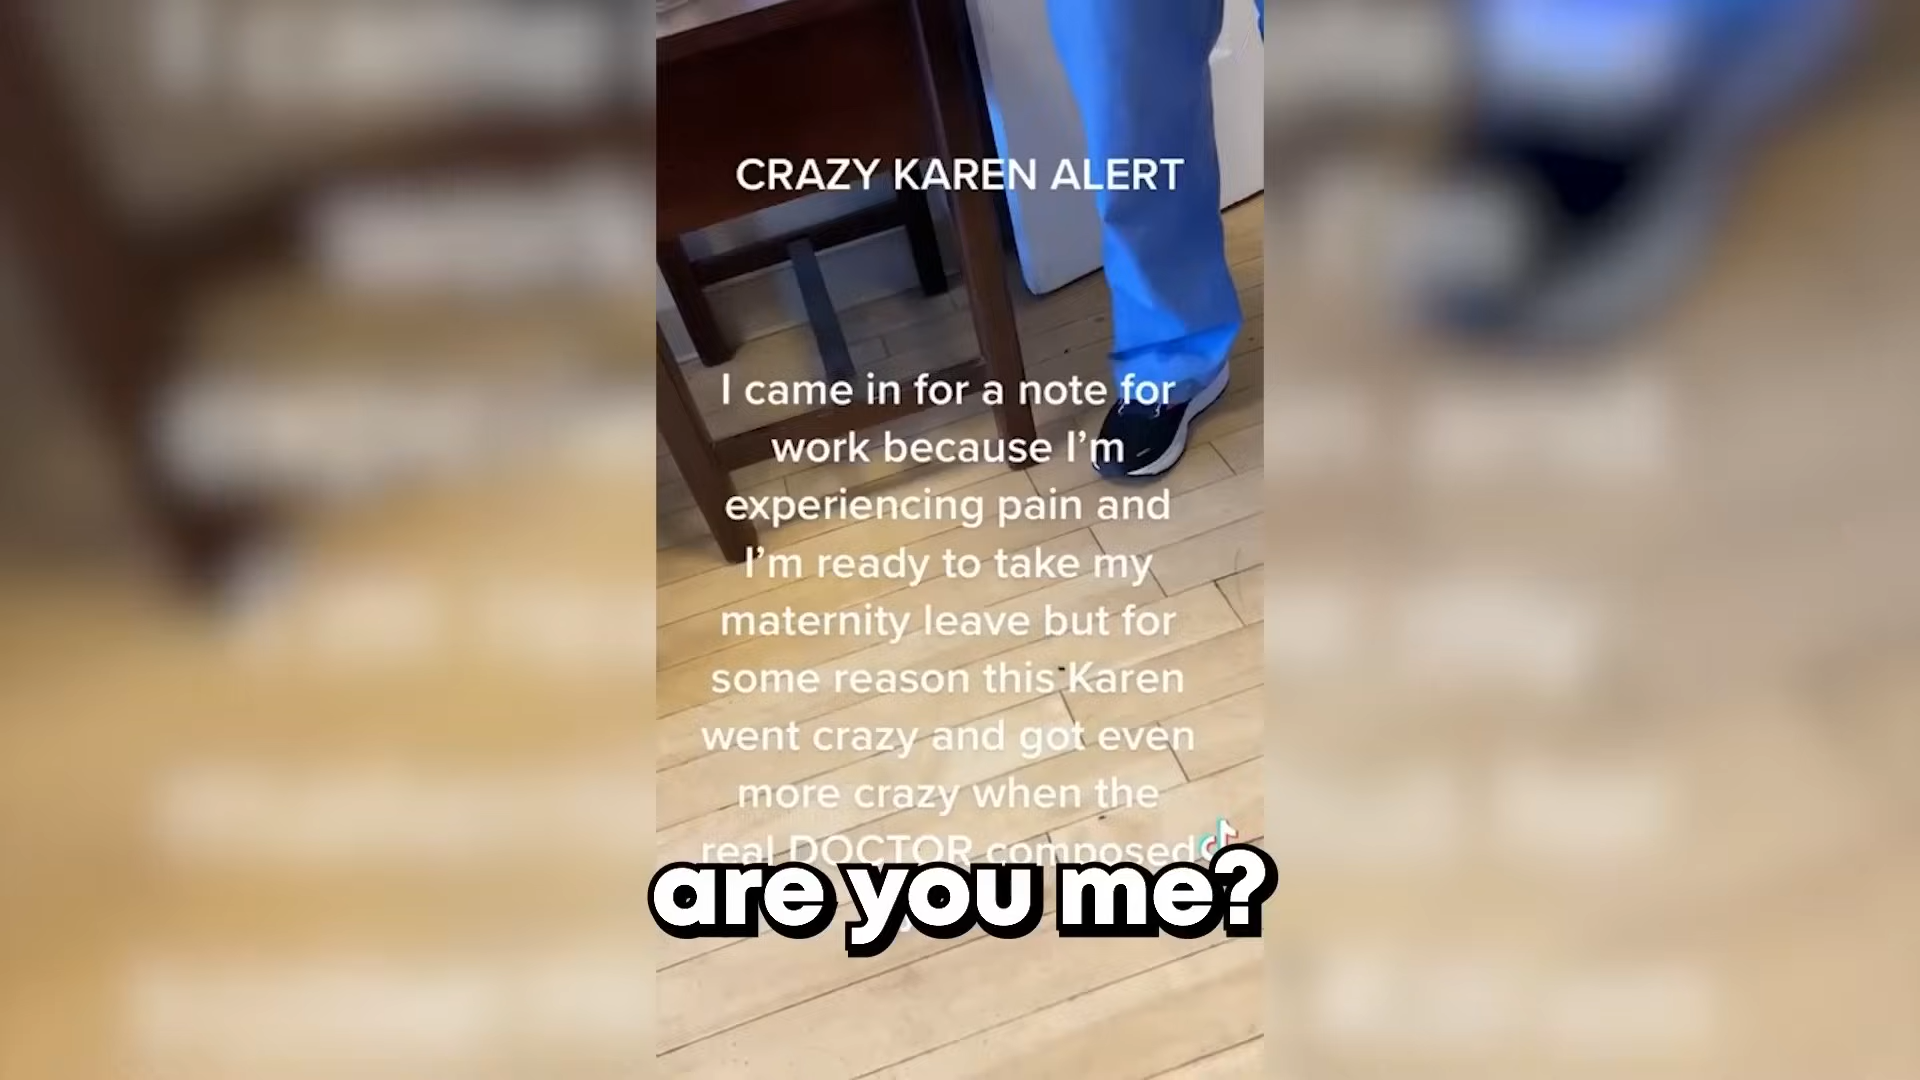 CRAZY KAREN ALERT
I came in for a note for
work because I'm
experiencing pain and
I'm ready to take my
maternity leave but for
some reason this Karen
went crazy and got even
more crazy when the
real DOCTOR composed
are you me?